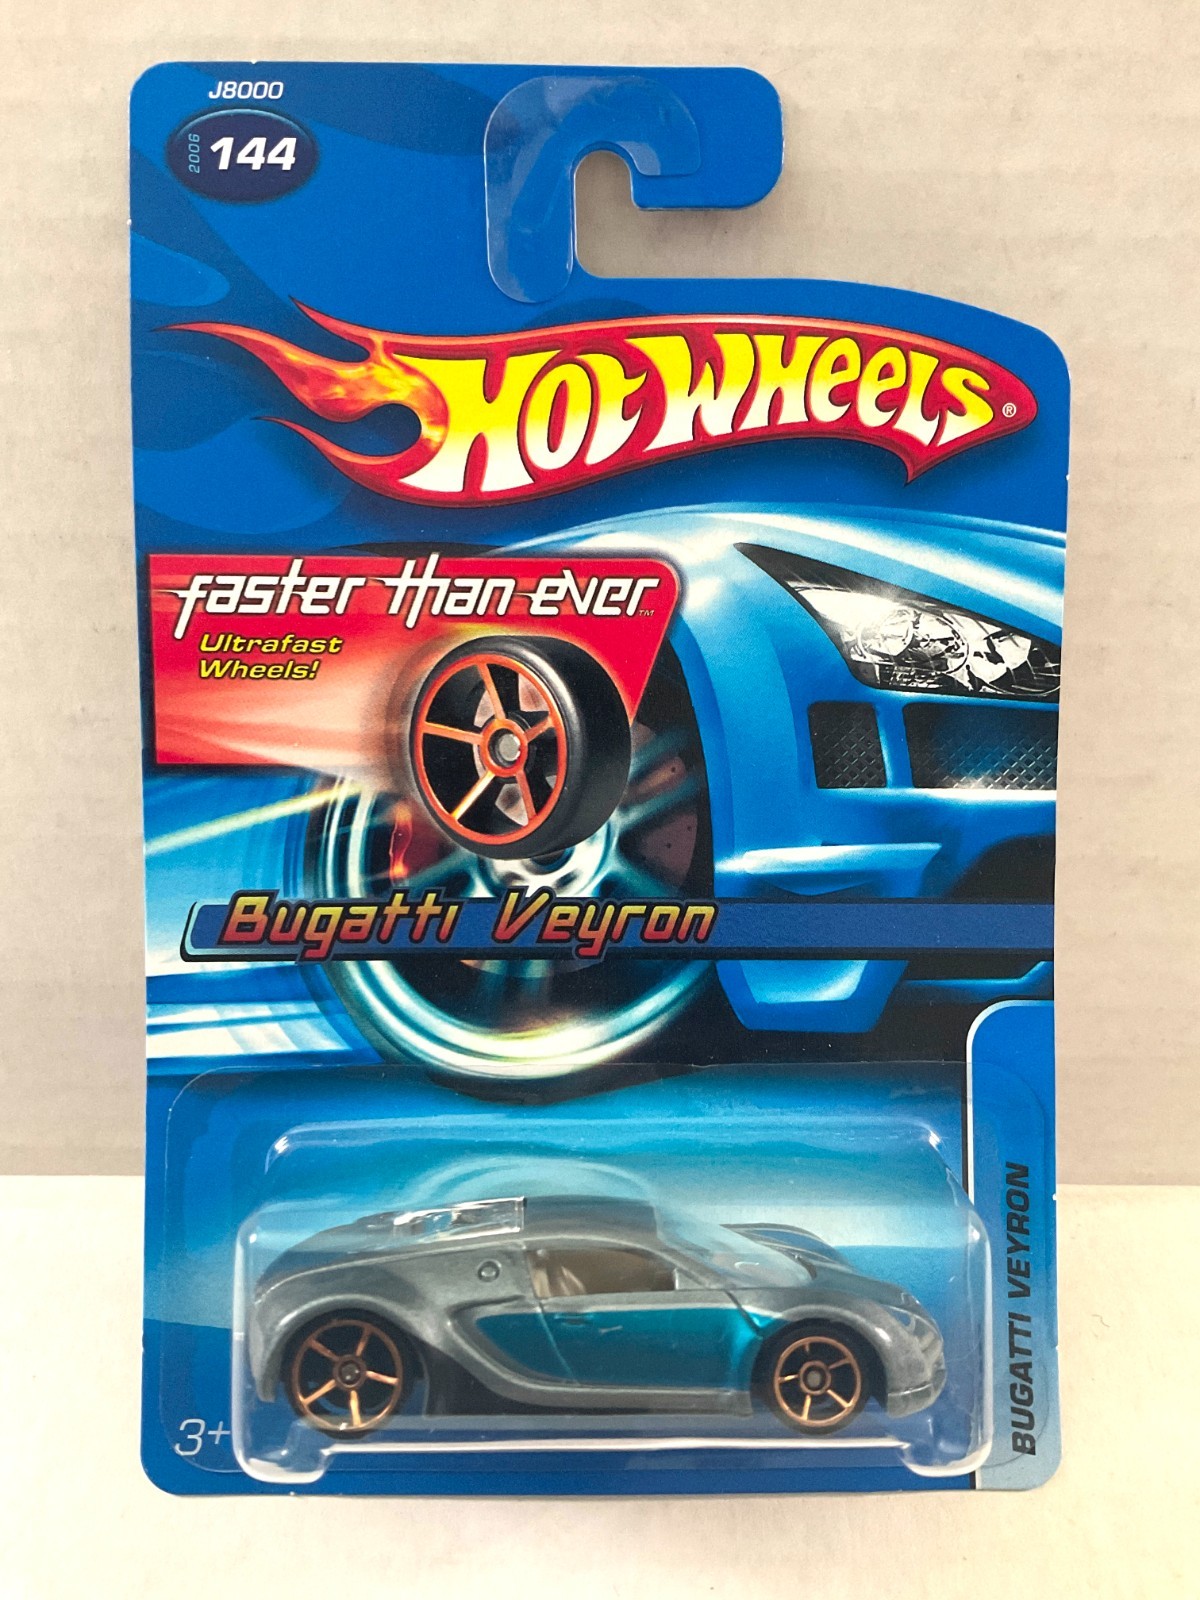 J8000
2006
144
HOT WHEELS®
faster than ever™
Ultrafast
Wheels!
Bugatti Veyron
BUGATTI VEYRON
3+